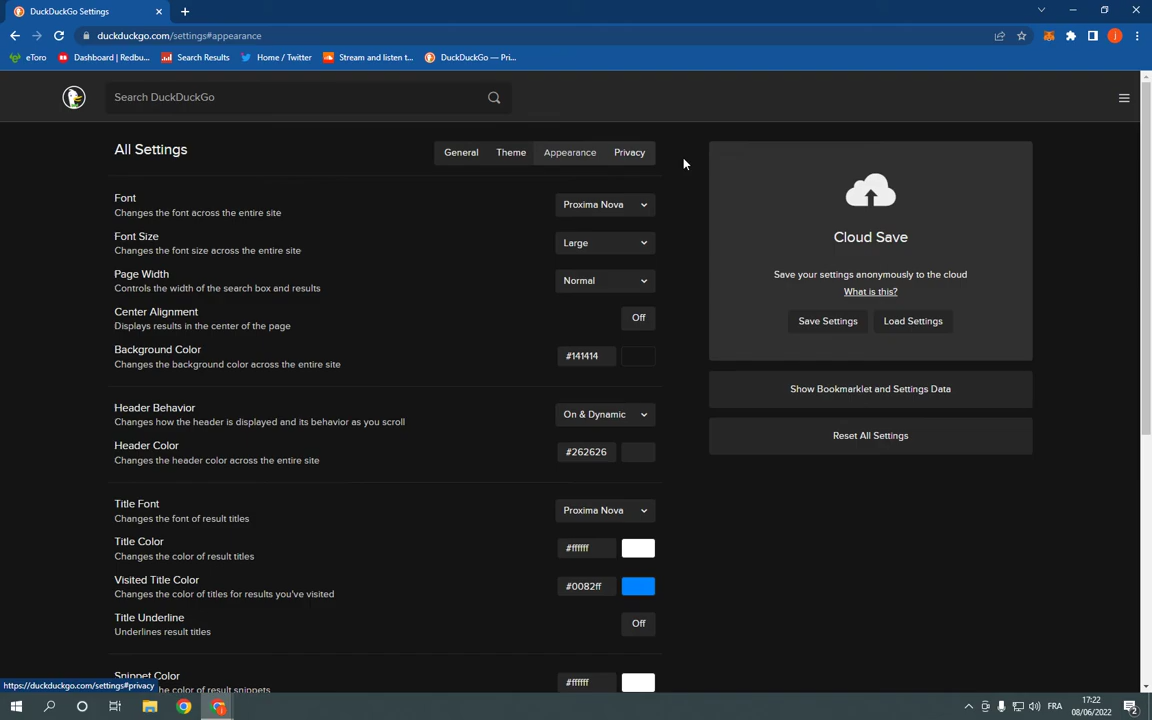 DuckDuckGo Settings
duckduckgo.com/settings#appearance
eToro
Dashboard | Redbu...
Search Results
Home / Twitter
Stream and listen t...
DuckDuckGo — Pri...
Search DuckDuckGo
All Settings
General Theme Appearance Privacy
Font
Changes the font across the entire site
Proxima Nova
Font Size
Changes the font size across the entire site
Large
Page Width
Controls the width of the search box and results
Normal
Center Alignment
Displays results in the center of the page
Off
Background Color
Changes the background color across the entire site
#141414
Header Behavior
Changes how the header is displayed and its behavior as you scroll
On & Dynamic
Header Color
Changes the header color across the entire site
#262626
Title Font
Changes the font of result titles
Proxima Nova
Title Color
Changes the color of result titles
#ffffff
Visited Title Color
Changes the color of titles for results you've visited
#0082ff
Title Underline
Underlines result titles
Off
Snippet Color
the color of result snippets
#ffffff
Cloud Save
Save your settings anonymously to the cloud
What is this?
Save Settings Load Settings
Show Bookmarklet and Settings Data
Reset All Settings
https://duckduckgo.com/settings#privacy
FRA
17:22
08/06/2022
2